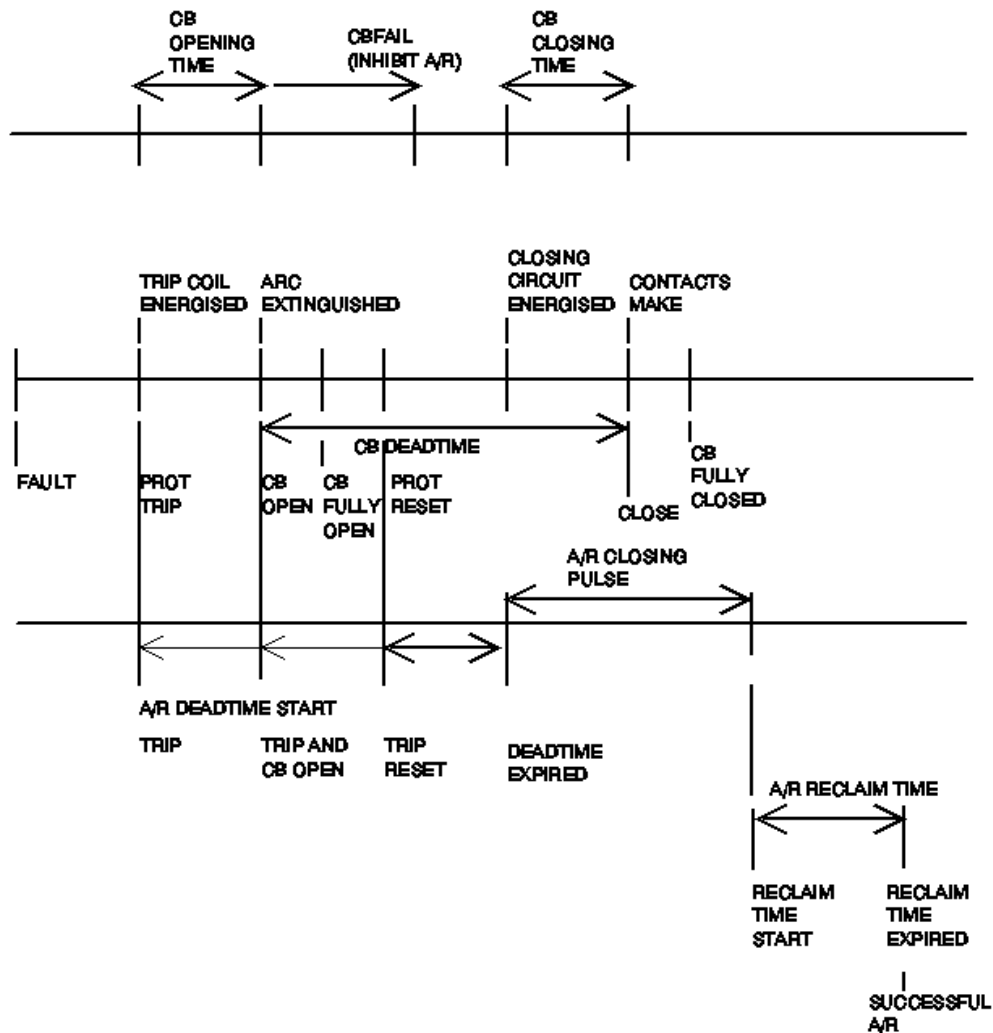 CB
OPENING
TIME
CBFAIL
(INHIBIT A/R)
CB
CLOSING
TIME
TRIP COIL
ENERGISED
ARC
EXTINGUISHED
CLOSING
CIRCUIT
ENERGISED
CONTACTS
MAKE
CB DEADTIME
FAULT
PROT
TRIP
CB
OPEN
CB
FULLY
OPEN
PROT
RESET
CLOSE
CB
FULLY
CLOSED
A/R CLOSING
PULSE
A/R DEADTIME START
TRIP
TRIP AND
CB OPEN
TRIP
RESET
DEADTIME
EXPIRED
A/R RECLAIM TIME
RECLAIM
TIME
START
RECLAIM
TIME
EXPIRED
SUCCESSFUL
A/R